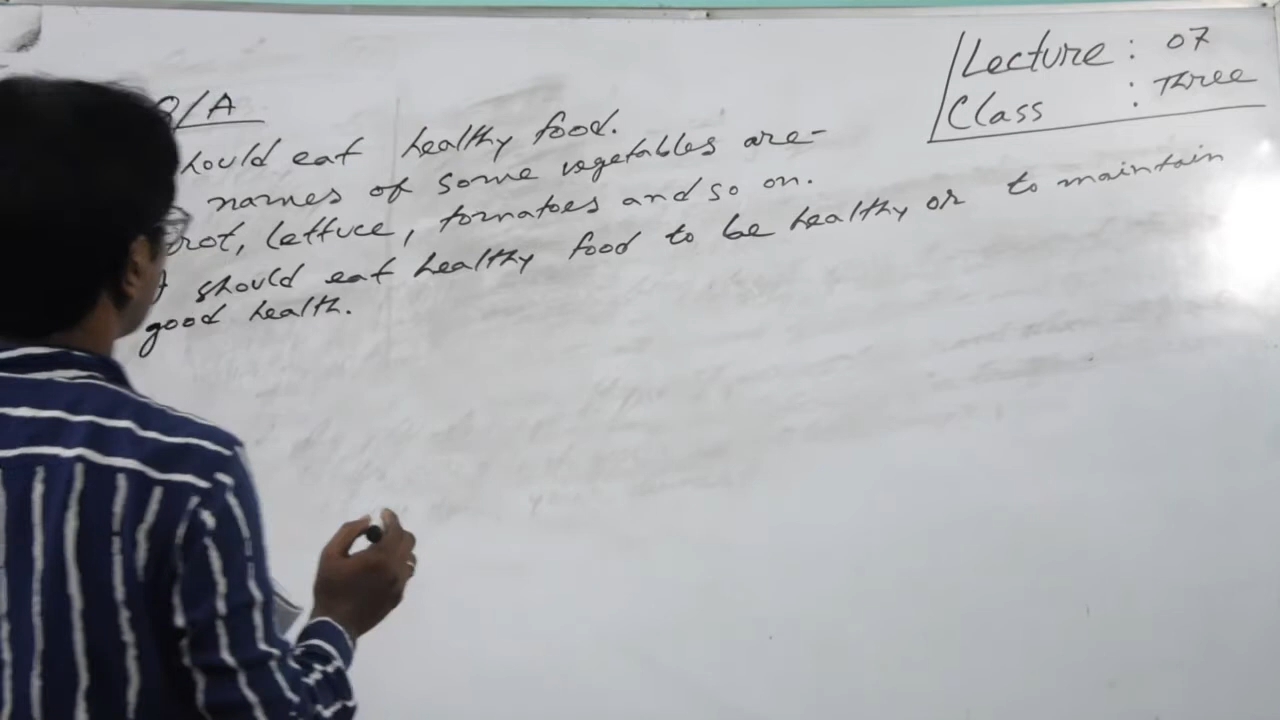 Lecture : 07
Class : Three
Q/A
hould eat healthy food.
names of some vegetables are-
rot, lettuce, tomatoes and so on.
should eat healthy food to be healthy or to maintain
good health.